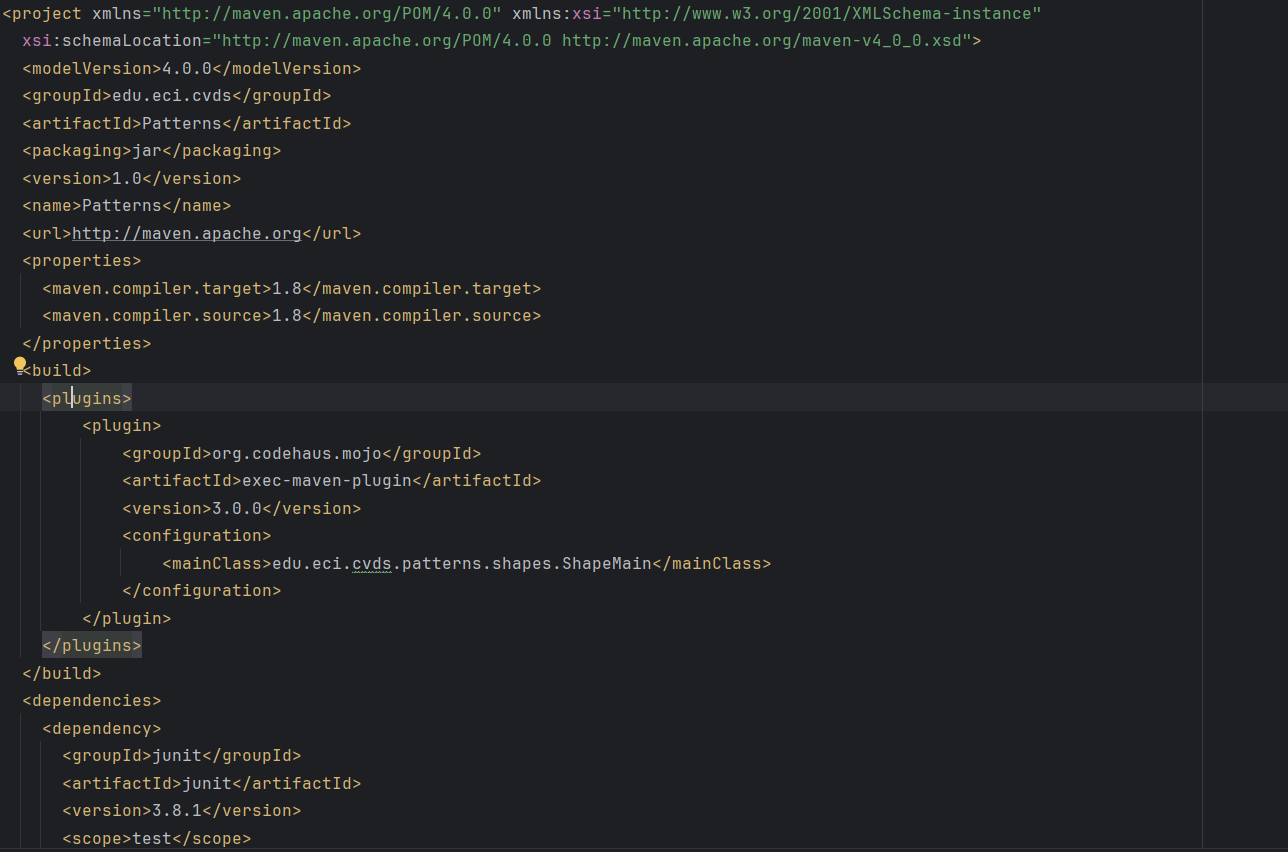 <project xmlns="http://maven.apache.org/POM/4.0.0" xmlns:xsi="http://www.w3.org/2001/XMLSchema-instance"
  xsi:schemaLocation="http://maven.apache.org/POM/4.0.0 http://maven.apache.org/maven-v4_0_0.xsd">
  <modelVersion>4.0.0</modelVersion>
  <groupId>edu.eci.cvds</groupId>
  <artifactId>Patterns</artifactId>
  <packaging>jar</packaging>
  <version>1.0</version>
  <name>Patterns</name>
  <url>http://maven.apache.org</url>
  <properties>
    <maven.compiler.target>1.8</maven.compiler.target>
    <maven.compiler.source>1.8</maven.compiler.source>
  </properties>
  <build>
    <plugins>
        <plugin>
            <groupId>org.codehaus.mojo</groupId>
            <artifactId>exec-maven-plugin</artifactId>
            <version>3.0.0</version>
            <configuration>
                <mainClass>edu.eci.cvds.patterns.shapes.ShapeMain</mainClass>
            </configuration>
        </plugin>
    </plugins>
  </build>
  <dependencies>
    <dependency>
      <groupId>junit</groupId>
      <artifactId>junit</artifactId>
      <version>3.8.1</version>
      <scope>test</scope>